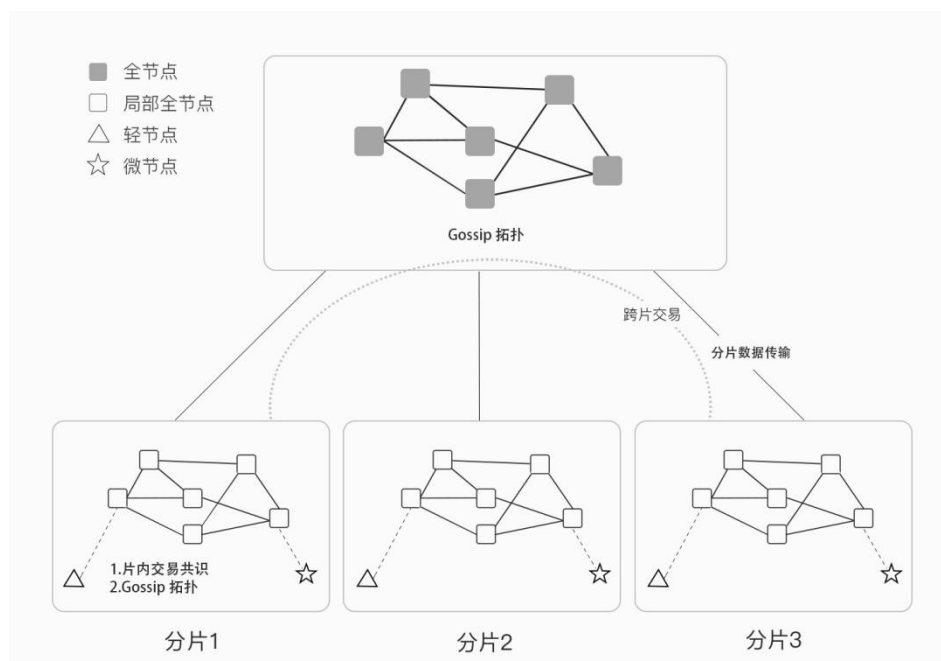 全节点
局部全节点
轻节点
微节点
Gossip 拓扑
跨片交易
分片数据传输
1.片内交易共识
2.Gossip 拓扑
分片1
分片2
分片3